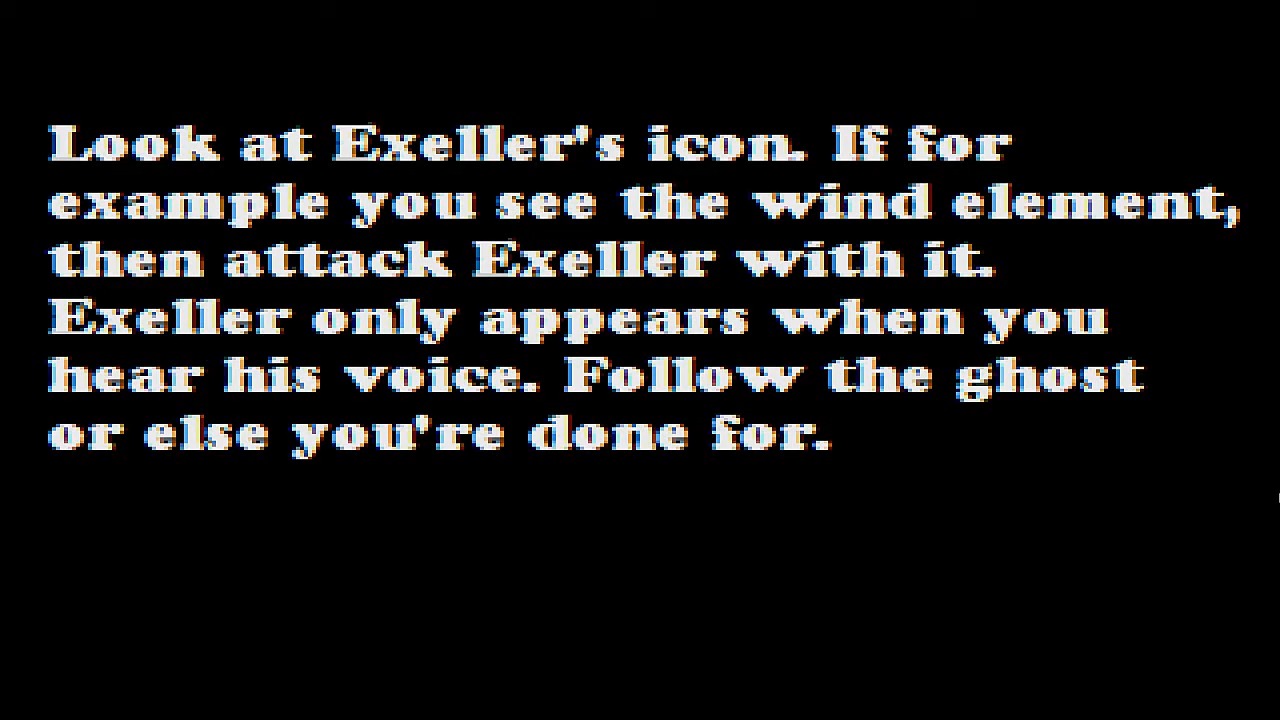 Look at Exeller's icon. If for
example you see the wind element,
then attack Exeller with it.
Exeller only appears when you
hear his voice. Follow the ghost
or else you're done for.